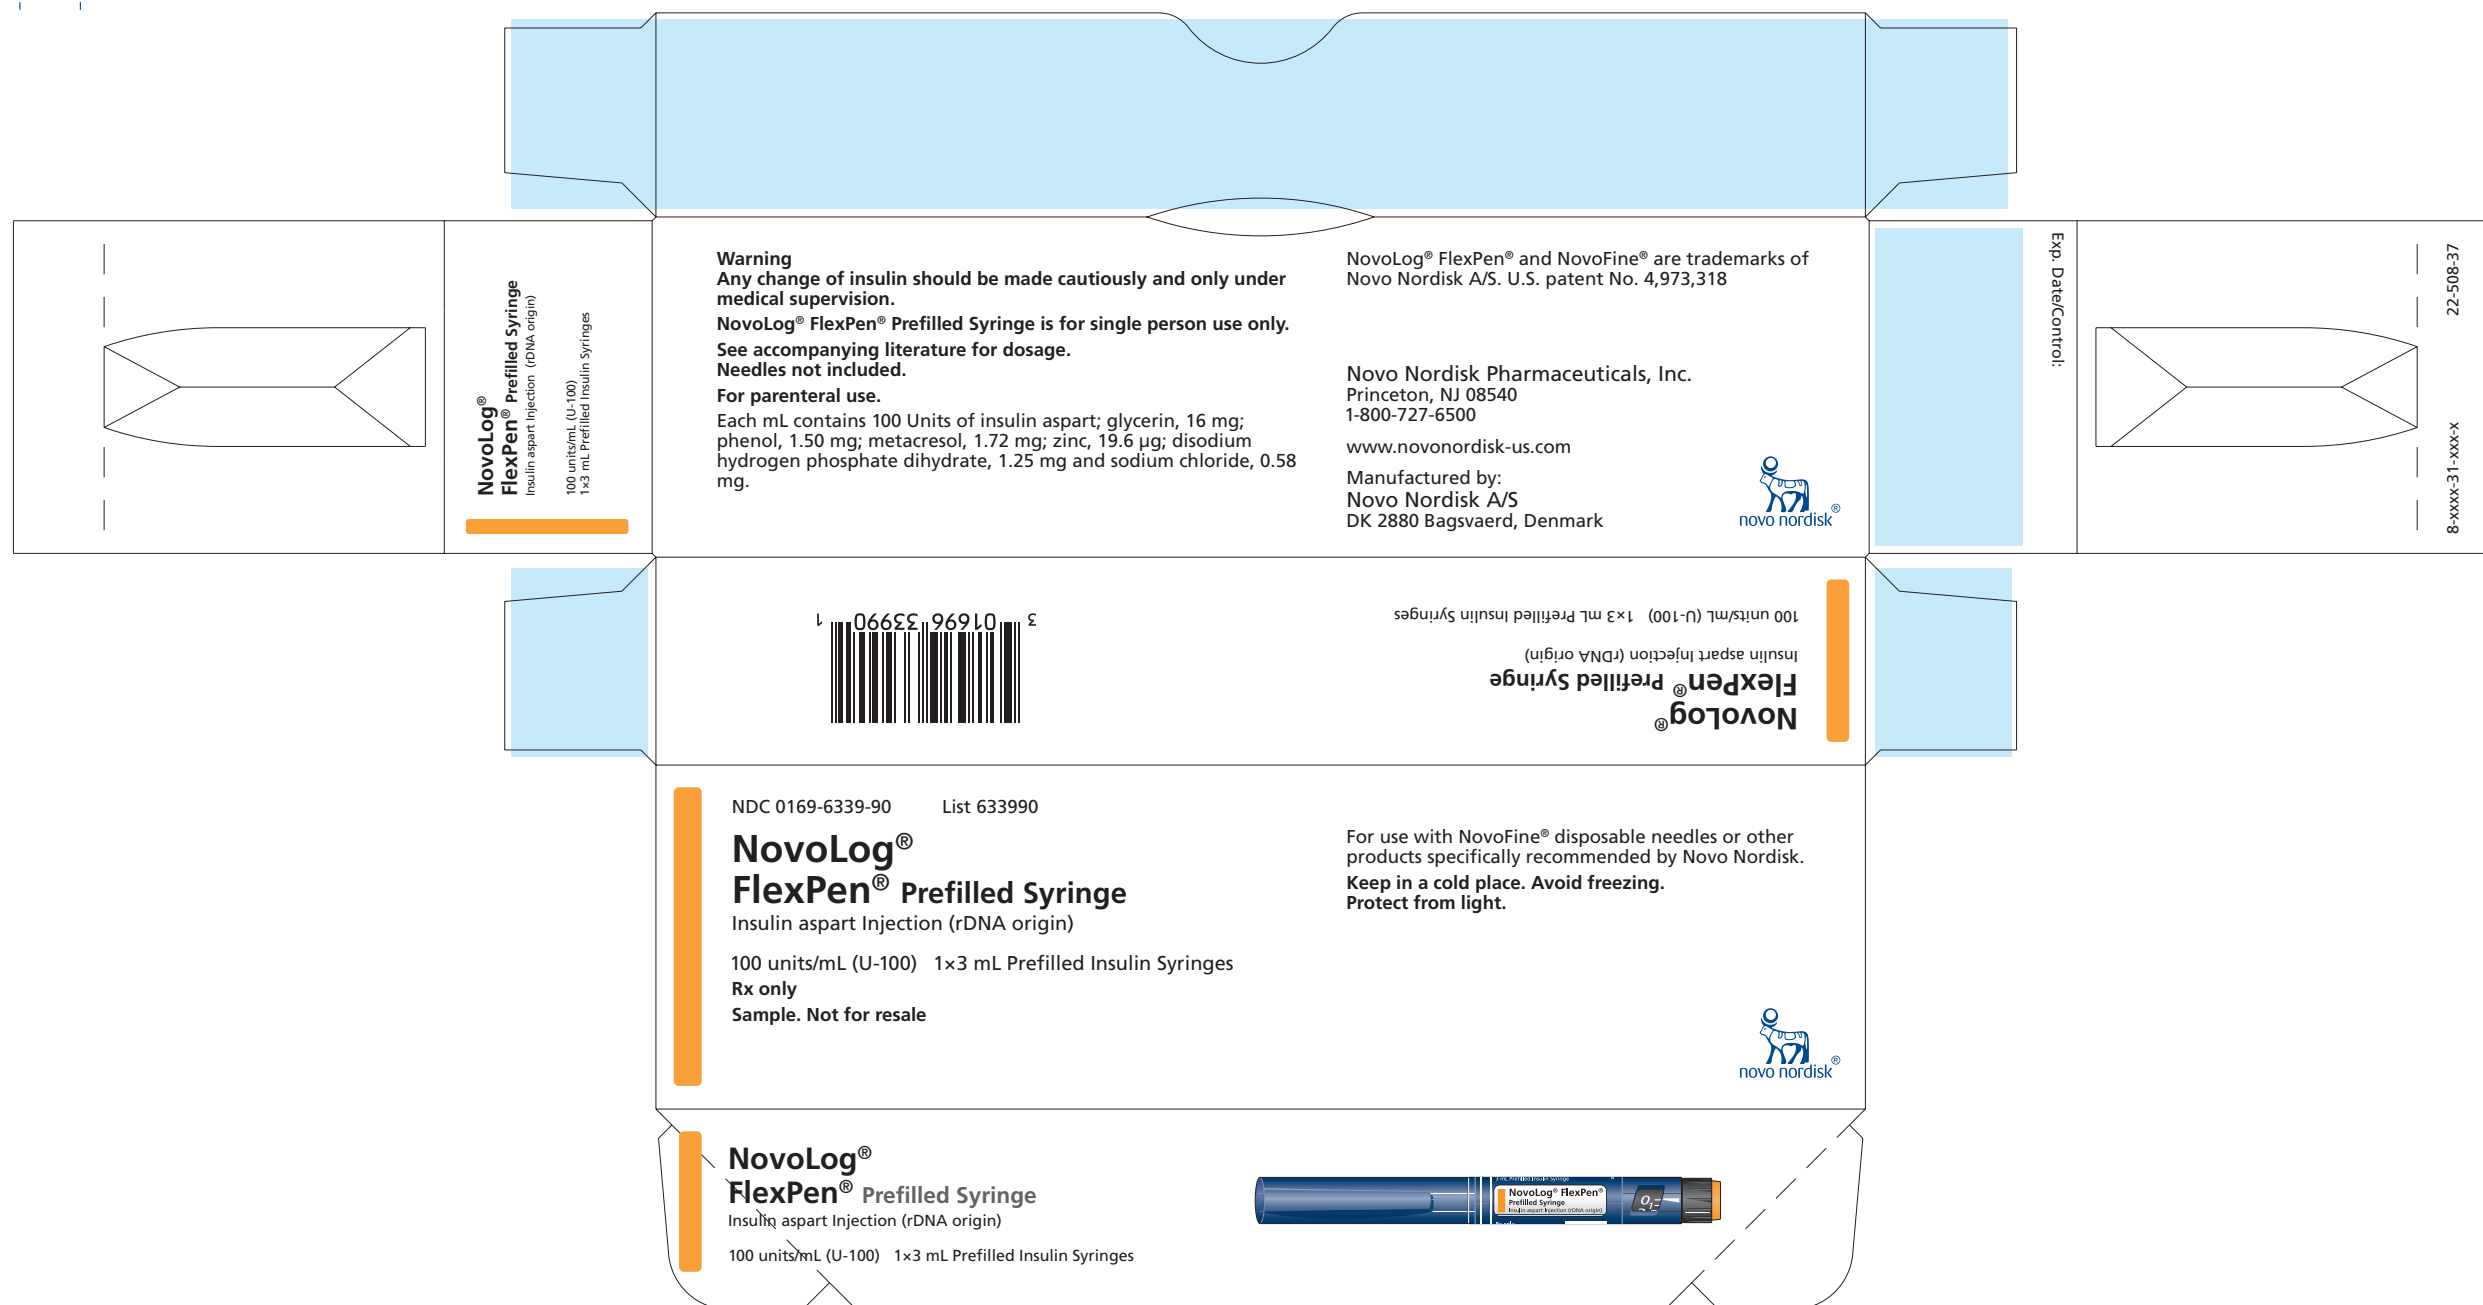 NovoLog®
FlexPen® Prefilled Syringe
Insulin aspart Injection (rDNA origin)
100 units/mL (U-100)
1×3 mL Prefilled Insulin Syringes
Warning
Any change of insulin should be made cautiously and only under
medical supervision.
NovoLog® FlexPen® Prefilled Syringe is for single person use only.
See accompanying literature for dosage.
Needles not included.
For parenteral use.
Each mL contains 100 Units of insulin aspart; glycerin, 16 mg;
phenol, 1.50 mg; metacresol, 1.72 mg; zinc, 19.6 µg; disodium
hydrogen phosphate dihydrate, 1.25 mg and sodium chloride, 0.58
mg.
NovoLog® FlexPen® and NovoFine® are trademarks of
Novo Nordisk A/S. U.S. patent No. 4,973,318
Novo Nordisk Pharmaceuticals, Inc.
Princeton, NJ 08540
1-800-727-6500
www.novonordisk-us.com
Manufactured by:
Novo Nordisk A/S
DK 2880 Bagsvaerd, Denmark
novo nordisk®
Exp. Date/Control:
22-508-37
8-xxxx-31-xxx-x
3 01696 33990 1
NovoLog®
FlexPen® Prefilled Syringe
Insulin aspart Injection (rDNA origin)
100 units/mL (U-100) 1×3 mL Prefilled Insulin Syringes
NDC 0169-6339-90 List 633990
NovoLog®
FlexPen® Prefilled Syringe
Insulin aspart Injection (rDNA origin)
100 units/mL (U-100) 1×3 mL Prefilled Insulin Syringes
Rx only
Sample. Not for resale
For use with NovoFine® disposable needles or other
products specifically recommended by Novo Nordisk.
Keep in a cold place. Avoid freezing.
Protect from light.
novo nordisk®
NovoLog®
FlexPen® Prefilled Syringe
Insulin aspart Injection (rDNA origin)
100 units/mL (U-100) 1×3 mL Prefilled Insulin Syringes
3 mL Prefilled Insulin Syringe
NovoLog® FlexPen®
Prefilled Syringe
Insulin aspart Injection (rDNA origin)